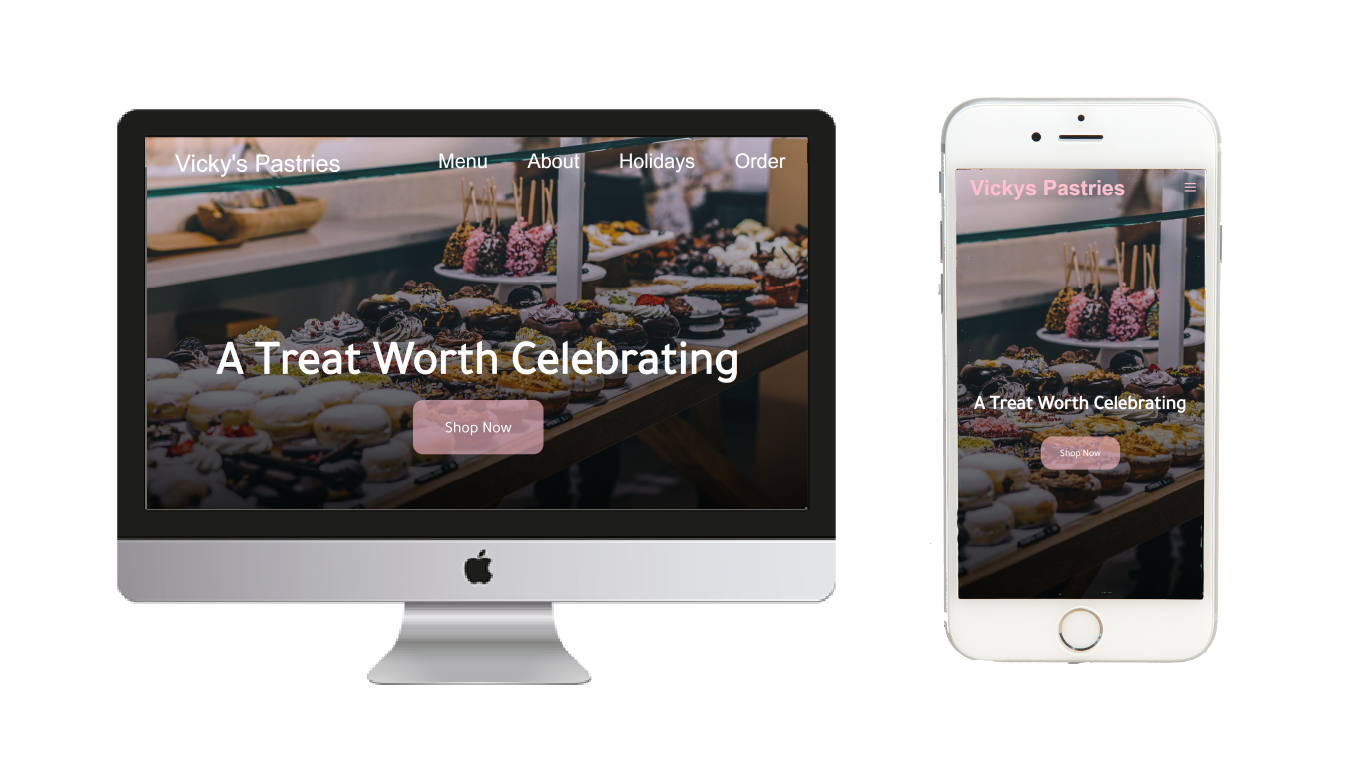 Vicky's Pastries Menu About Holidays Order
A Treat Worth Celebrating
Shop Now
Vickys Pastries
A Treat Worth Celebrating
Shop Now